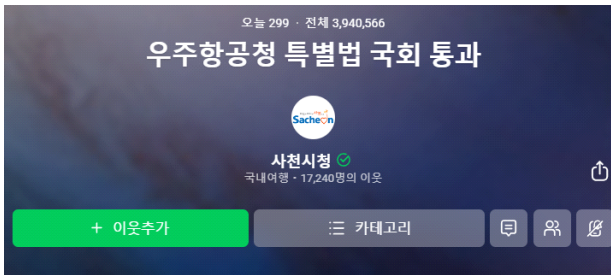 오늘 299 · 전체 3,940,566
우주항공청 특별법 국회 통과
Sacheon
사천시청
국내여행 · 17,240명의 이웃
+ 이웃추가
카테고리